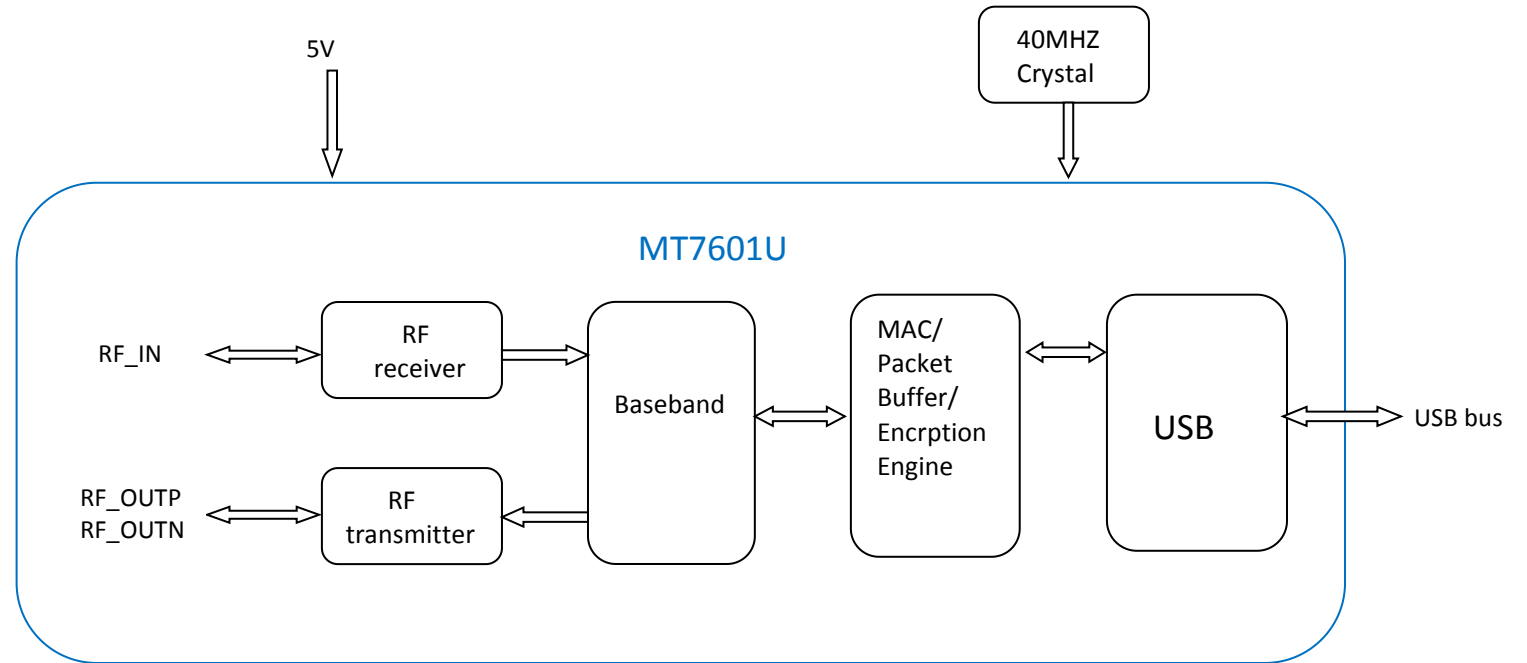 5V
40MHZ
Crystal
MT7601U
RF_IN
RF
receiver
Baseband
MAC/
Packet
Buffer/
Encrption
Engine
USB
USB bus
RF_OUTP
RF_OUTN
RF
transmitter